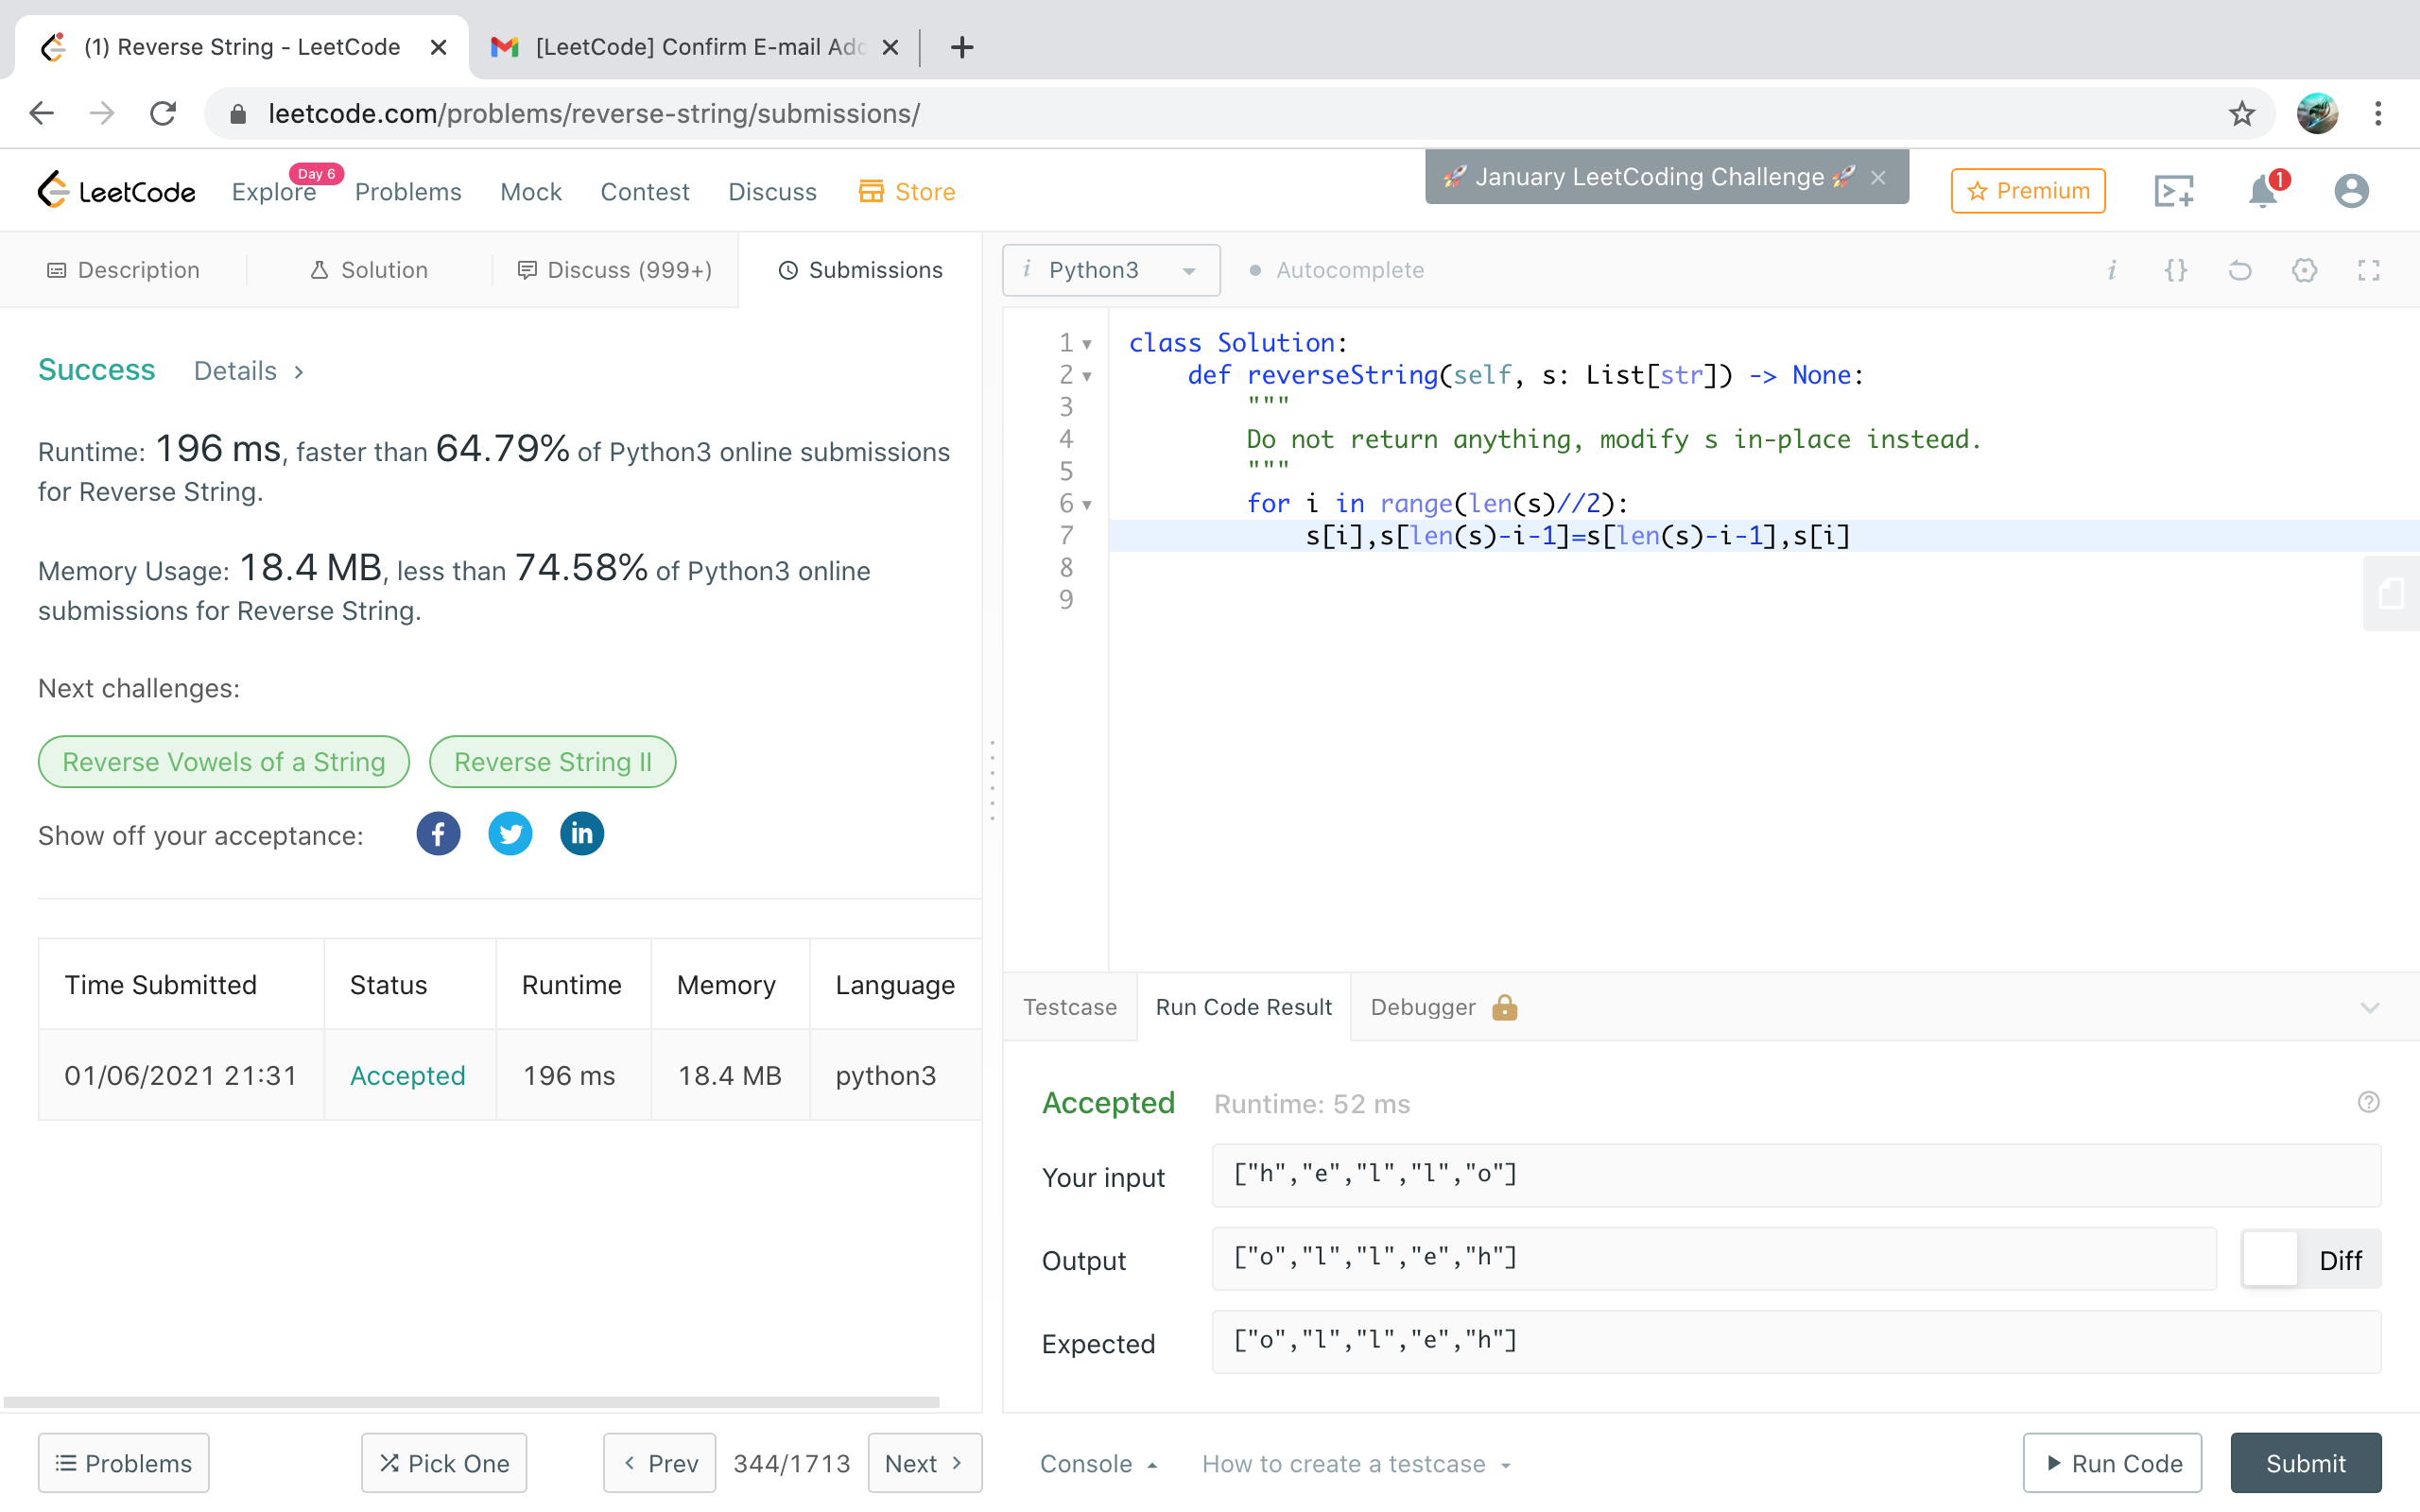 (1) Reverse String - LeetCode
[LeetCode] Confirm E-mail Add
leetcode.com/problems/reverse-string/submissions/
LeetCode
Explore
Day 6
Problems
Mock
Contest
Discuss
Store
🚀 January LeetCoding Challenge 🚀
Premium
1
Description
Solution
Discuss (999+)
Submissions
Success
Details
Runtime: 196 ms, faster than 64.79% of Python3 online submissions
for Reverse String.
Memory Usage: 18.4 MB, less than 74.58% of Python3 online
submissions for Reverse String.
Next challenges:
Reverse Vowels of a String
Reverse String II
Show off your acceptance:
Time Submitted Status Runtime Memory Language
01/06/2021 21:31 Accepted 196 ms 18.4 MB python3
Problems
Pick One
Prev
344/1713
Next
i Python3
Autocomplete
i {}
1 class Solution:
2     def reverseString(self, s: List[str]) -> None:
3         """
4         Do not return anything, modify s in-place instead.
5         """
6         for i in range(len(s)//2):
7             s[i],s[len(s)-i-1]=s[len(s)-i-1],s[i]
8
9
Testcase
Run Code Result
Debugger
Accepted
Runtime: 52 ms
Your input
["h","e","l","l","o"]
Output
["o","l","l","e","h"]
Diff
Expected
["o","l","l","e","h"]
Console
How to create a testcase
Run Code
Submit